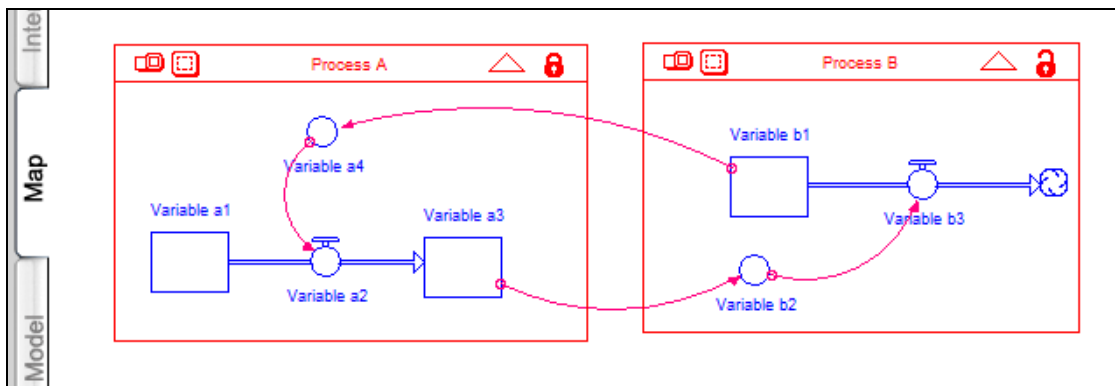 Inte
Map
Model
Process A
Variable a4
Variable a1
Variable a3
Variable a2
Process B
Variable b1
Variable b3
Variable b2